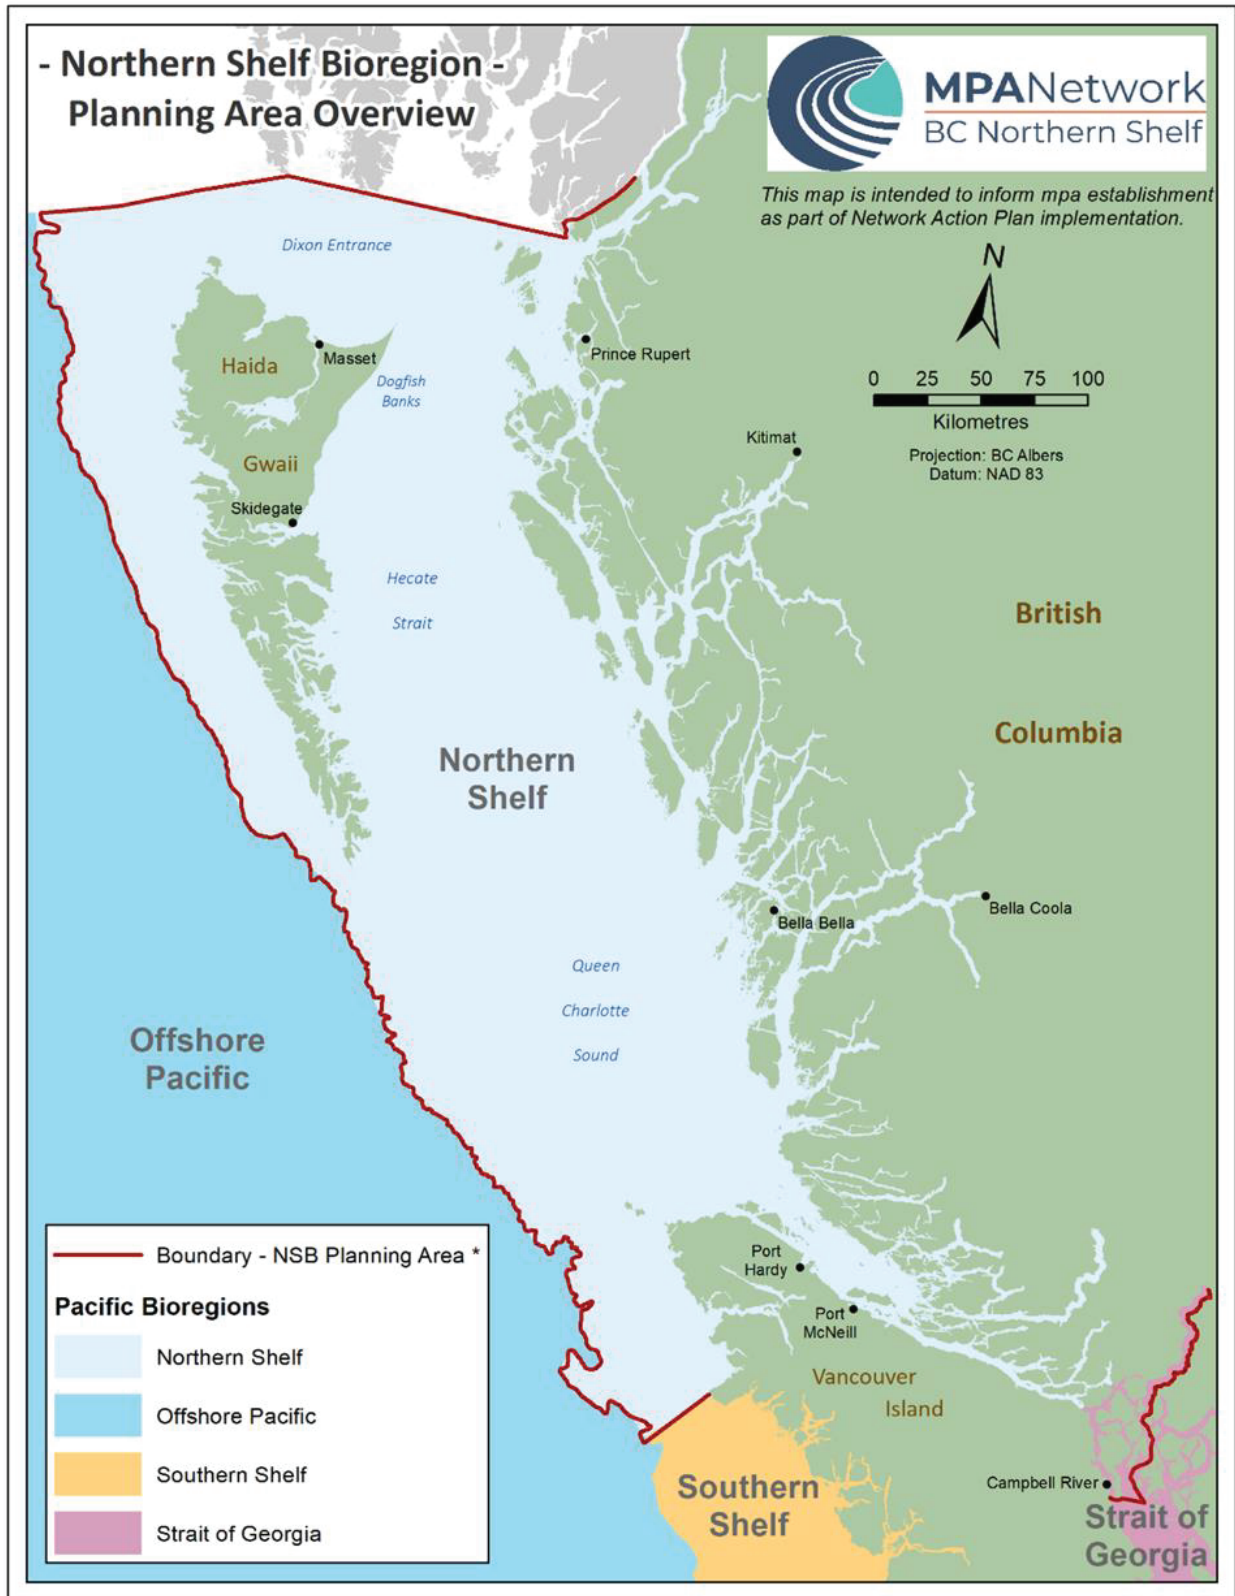 - Northern Shelf Bioregion -
Planning Area Overview
MPANetwork
BC Northern Shelf
This map is intended to inform mpa establishment
as part of Network Action Plan implementation.
N
0 25 50 75 100
Kilometres
Projection: BC Albers
Datum: NAD 83
Dixon Entrance
Haida
Masset
Dogfish
Banks
Prince Rupert
Kitimat
Gwaii
Skidegate
Hecate
Strait
British
Columbia
Northern
Shelf
Bella Bella
Bella Coola
Queen
Charlotte
Sound
Offshore
Pacific
Port
Hardy
Port
McNeill
Vancouver
Island
Campbell River
Southern
Shelf
Strait of
Georgia
Boundary - NSB Planning Area *
Pacific Bioregions
Northern Shelf
Offshore Pacific
Southern Shelf
Strait of Georgia